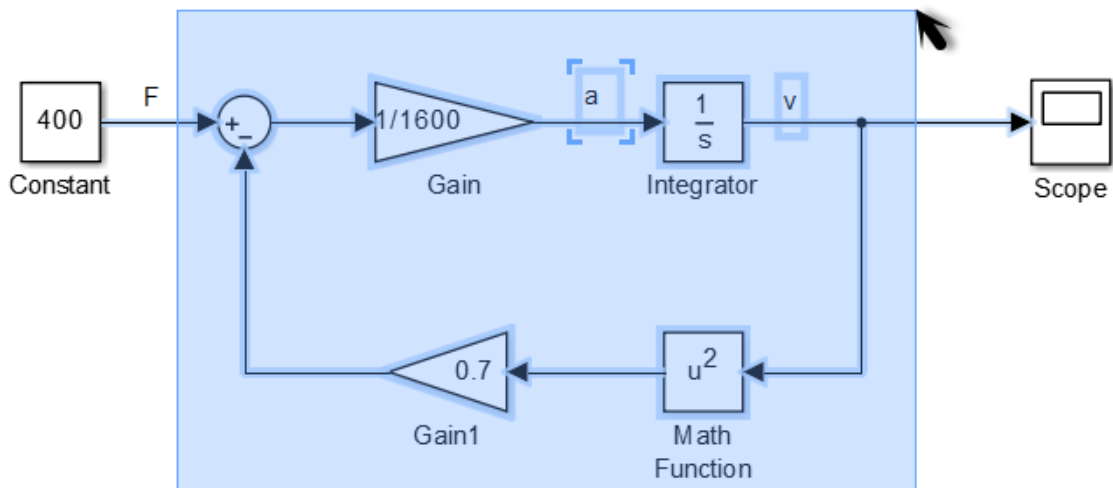 400
Constant
F
+
−
1/1600
Gain
a
1
s
Integrator
v
Scope
0.7
Gain1
u²
Math
Function